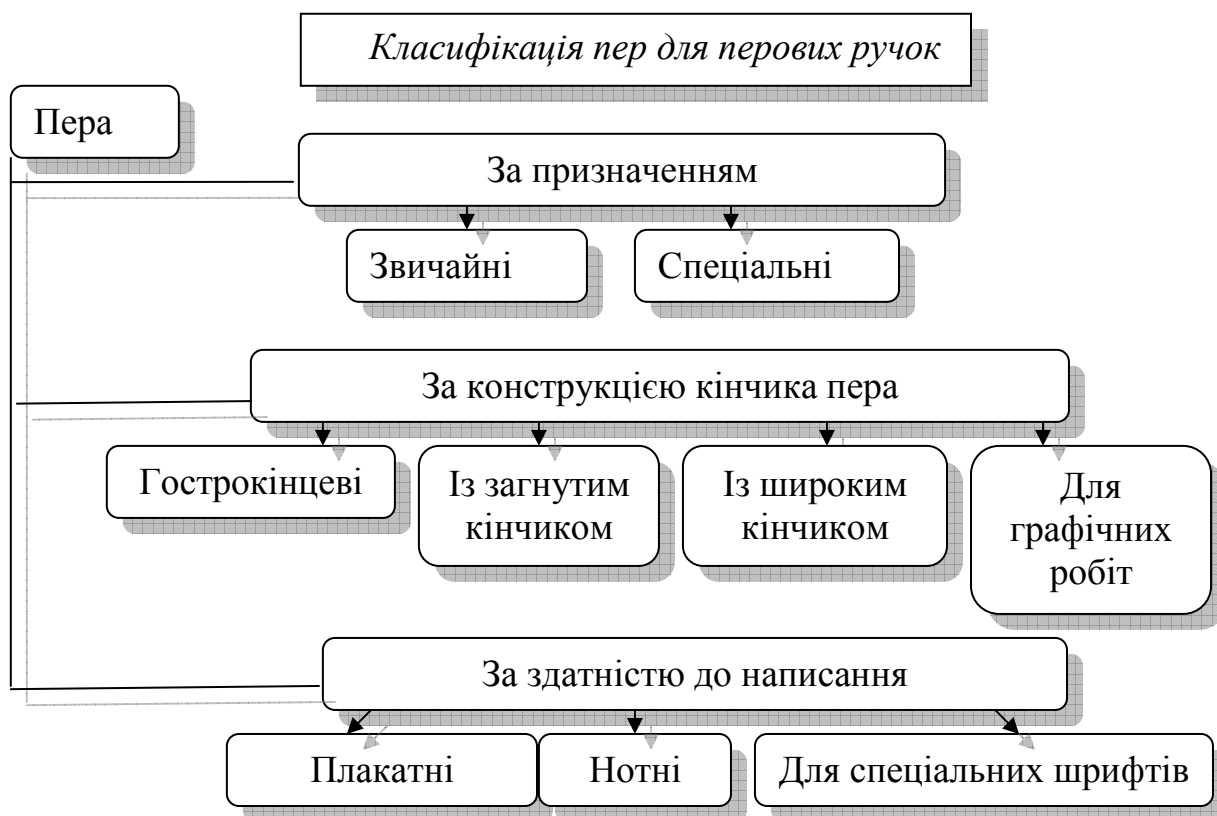 Класифікація пер для перових ручок
Пера
За призначенням
Звичайні
Спеціальні
За конструкцією кінчика пера
Гострокінцеві
Із загнутим
кінчиком
Із широким
кінчиком
Для
графічних
робіт
За здатністю до написання
Плакатні
Нотні
Для спеціальних шрифтів